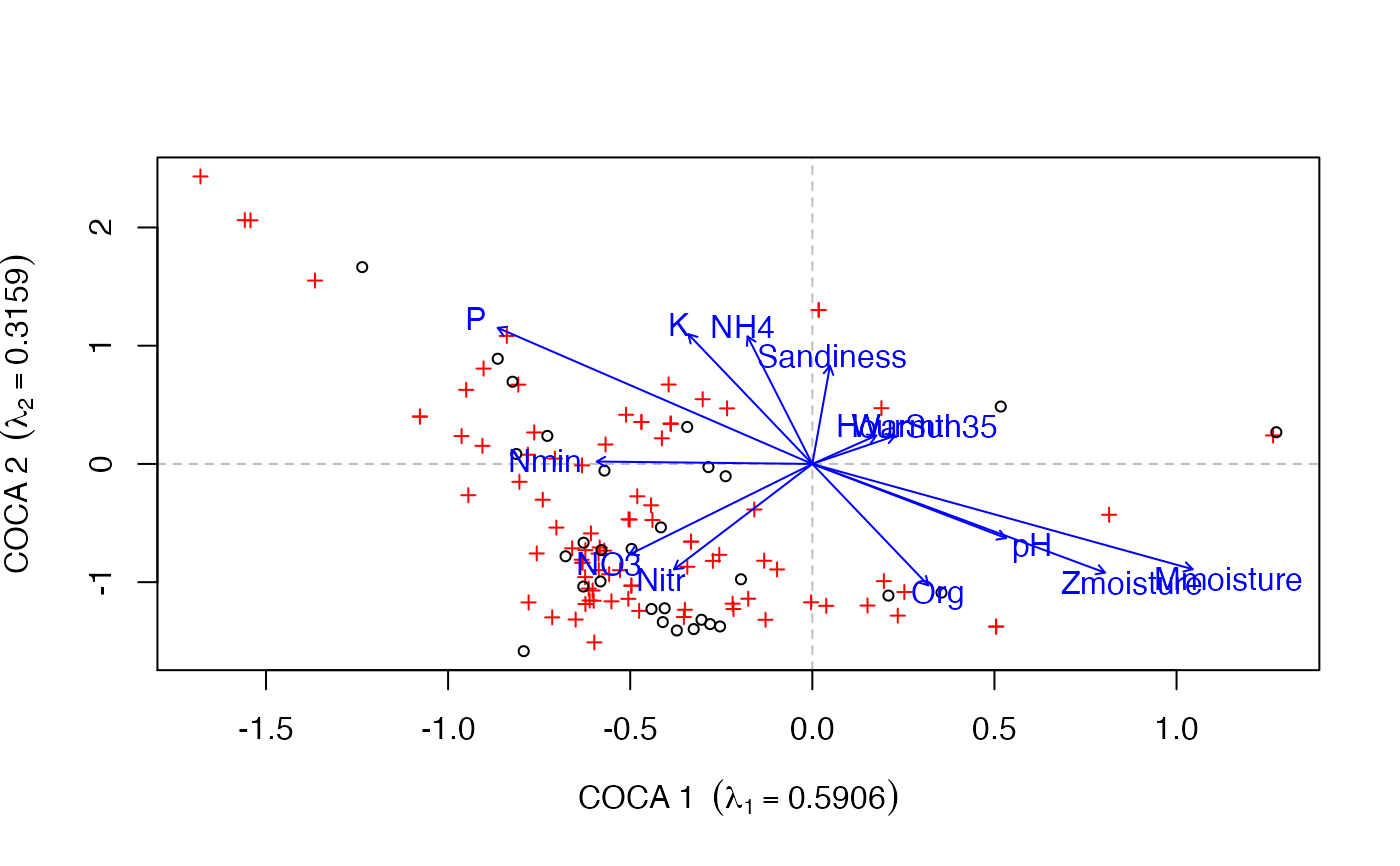 COCA 2 (λ2 = 0.3159)
2
1
0
-1
P
K
NH4
Sandiness
Nmin
NO3
Nitr
pH
Org
Zmoisture
Mmoisture
-1.5 -1.0 -0.5 0.0 0.5 1.0
COCA 1 (λ1 = 0.5906)